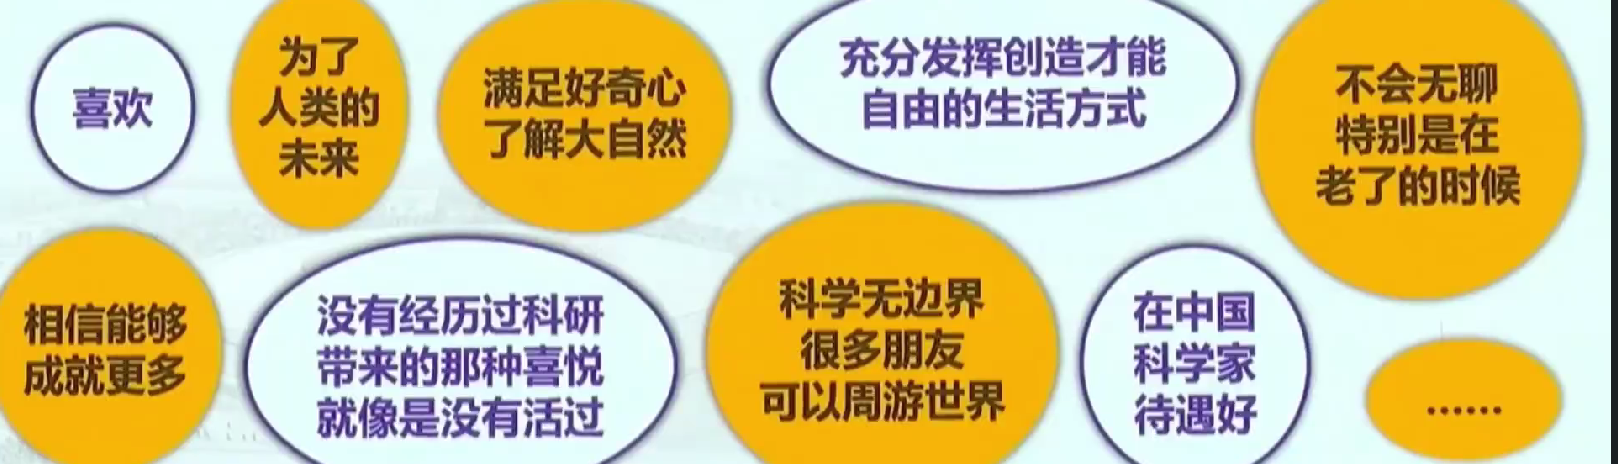 喜欢
为了
人类的
未来
满足好奇心
了解大自然
充分发挥创造才能
自由的生活方式
不会无聊
特别是在
老了的时候
相信能够
成就更多
没有经历过科研
带来的那种喜悦
就像是没有活过
科学无边界
很多朋友
可以周游世界
在中国
科学家
待遇好
……